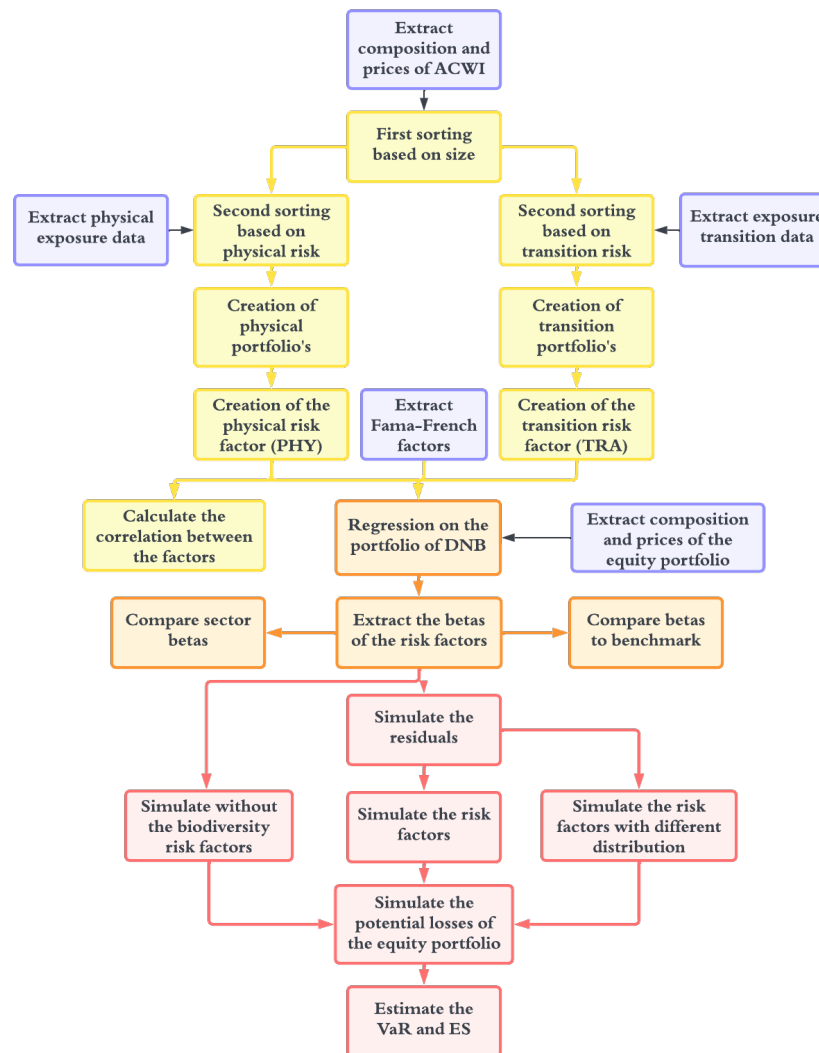 Extract
composition and
prices of ACWI
First sorting
based on size
Extract physical
exposure data
Second sorting
based on
physical risk
Second sorting
based on
transition risk
Extract exposure
transition data
Creation of
physical
portfolio's
Creation of
transition
portfolio's
Creation of the
physical risk
factor (PHY)
Extract
Fama-French
factors
Creation of the
transition risk
factor (TRA)
Calculate the
correlation between
the factors
Regression on the
portfolio of DNB
Extract composition
and prices of the
equity portfolio
Compare sector
betas
Extract the betas
of the risk factors
Compare betas
to benchmark
Simulate the
residuals
Simulate without
the biodiversity
risk factors
Simulate the risk
factors
Simulate the risk
factors with different
distribution
Simulate the
potential losses of
the equity portfolio
Estimate the
VaR and ES